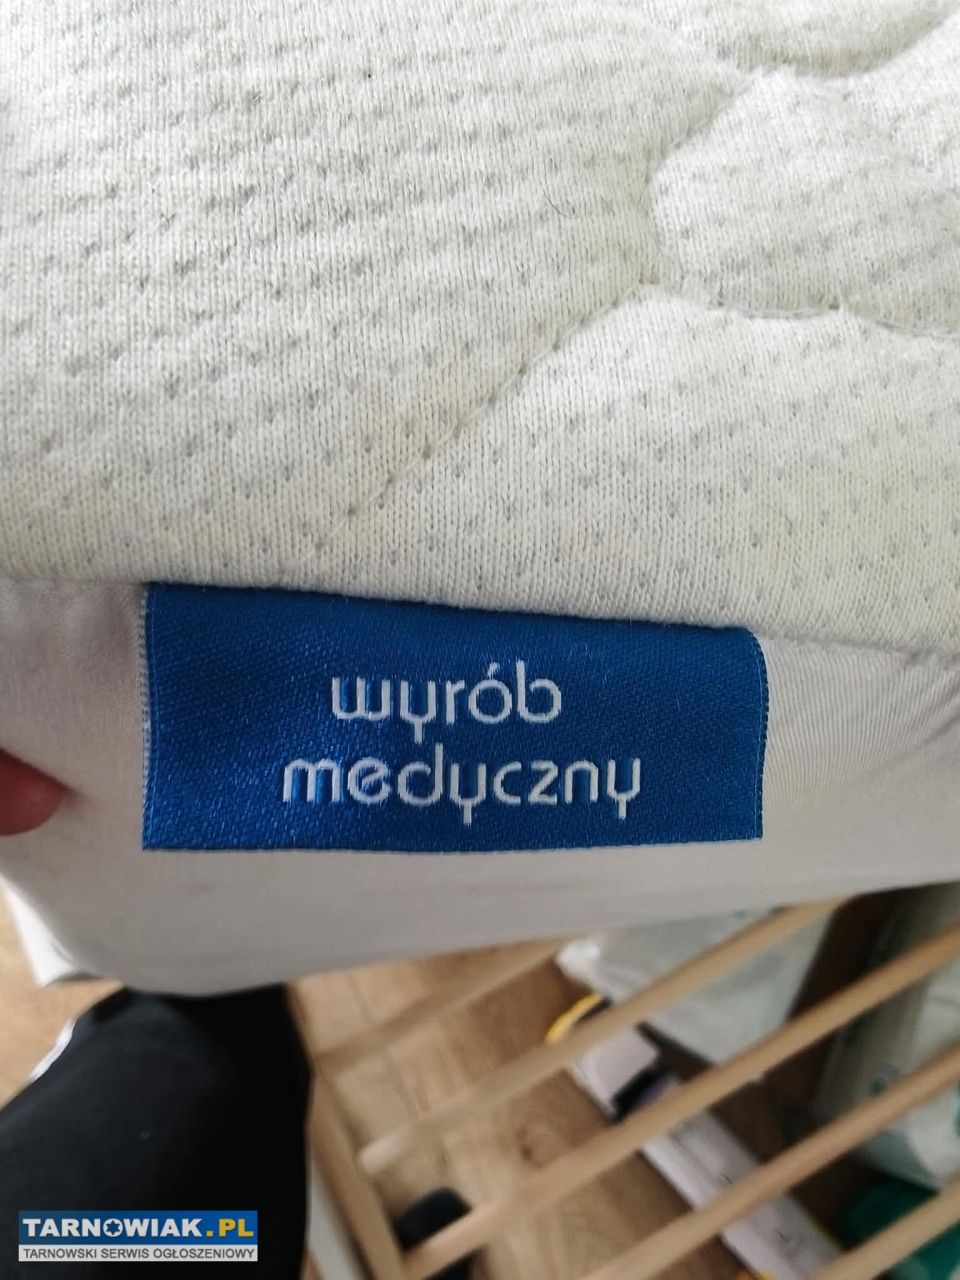 wyrób
medyczny
TARNOWIAK.PL
TARNOWSKI SERWIS OGŁOSZENIOWY